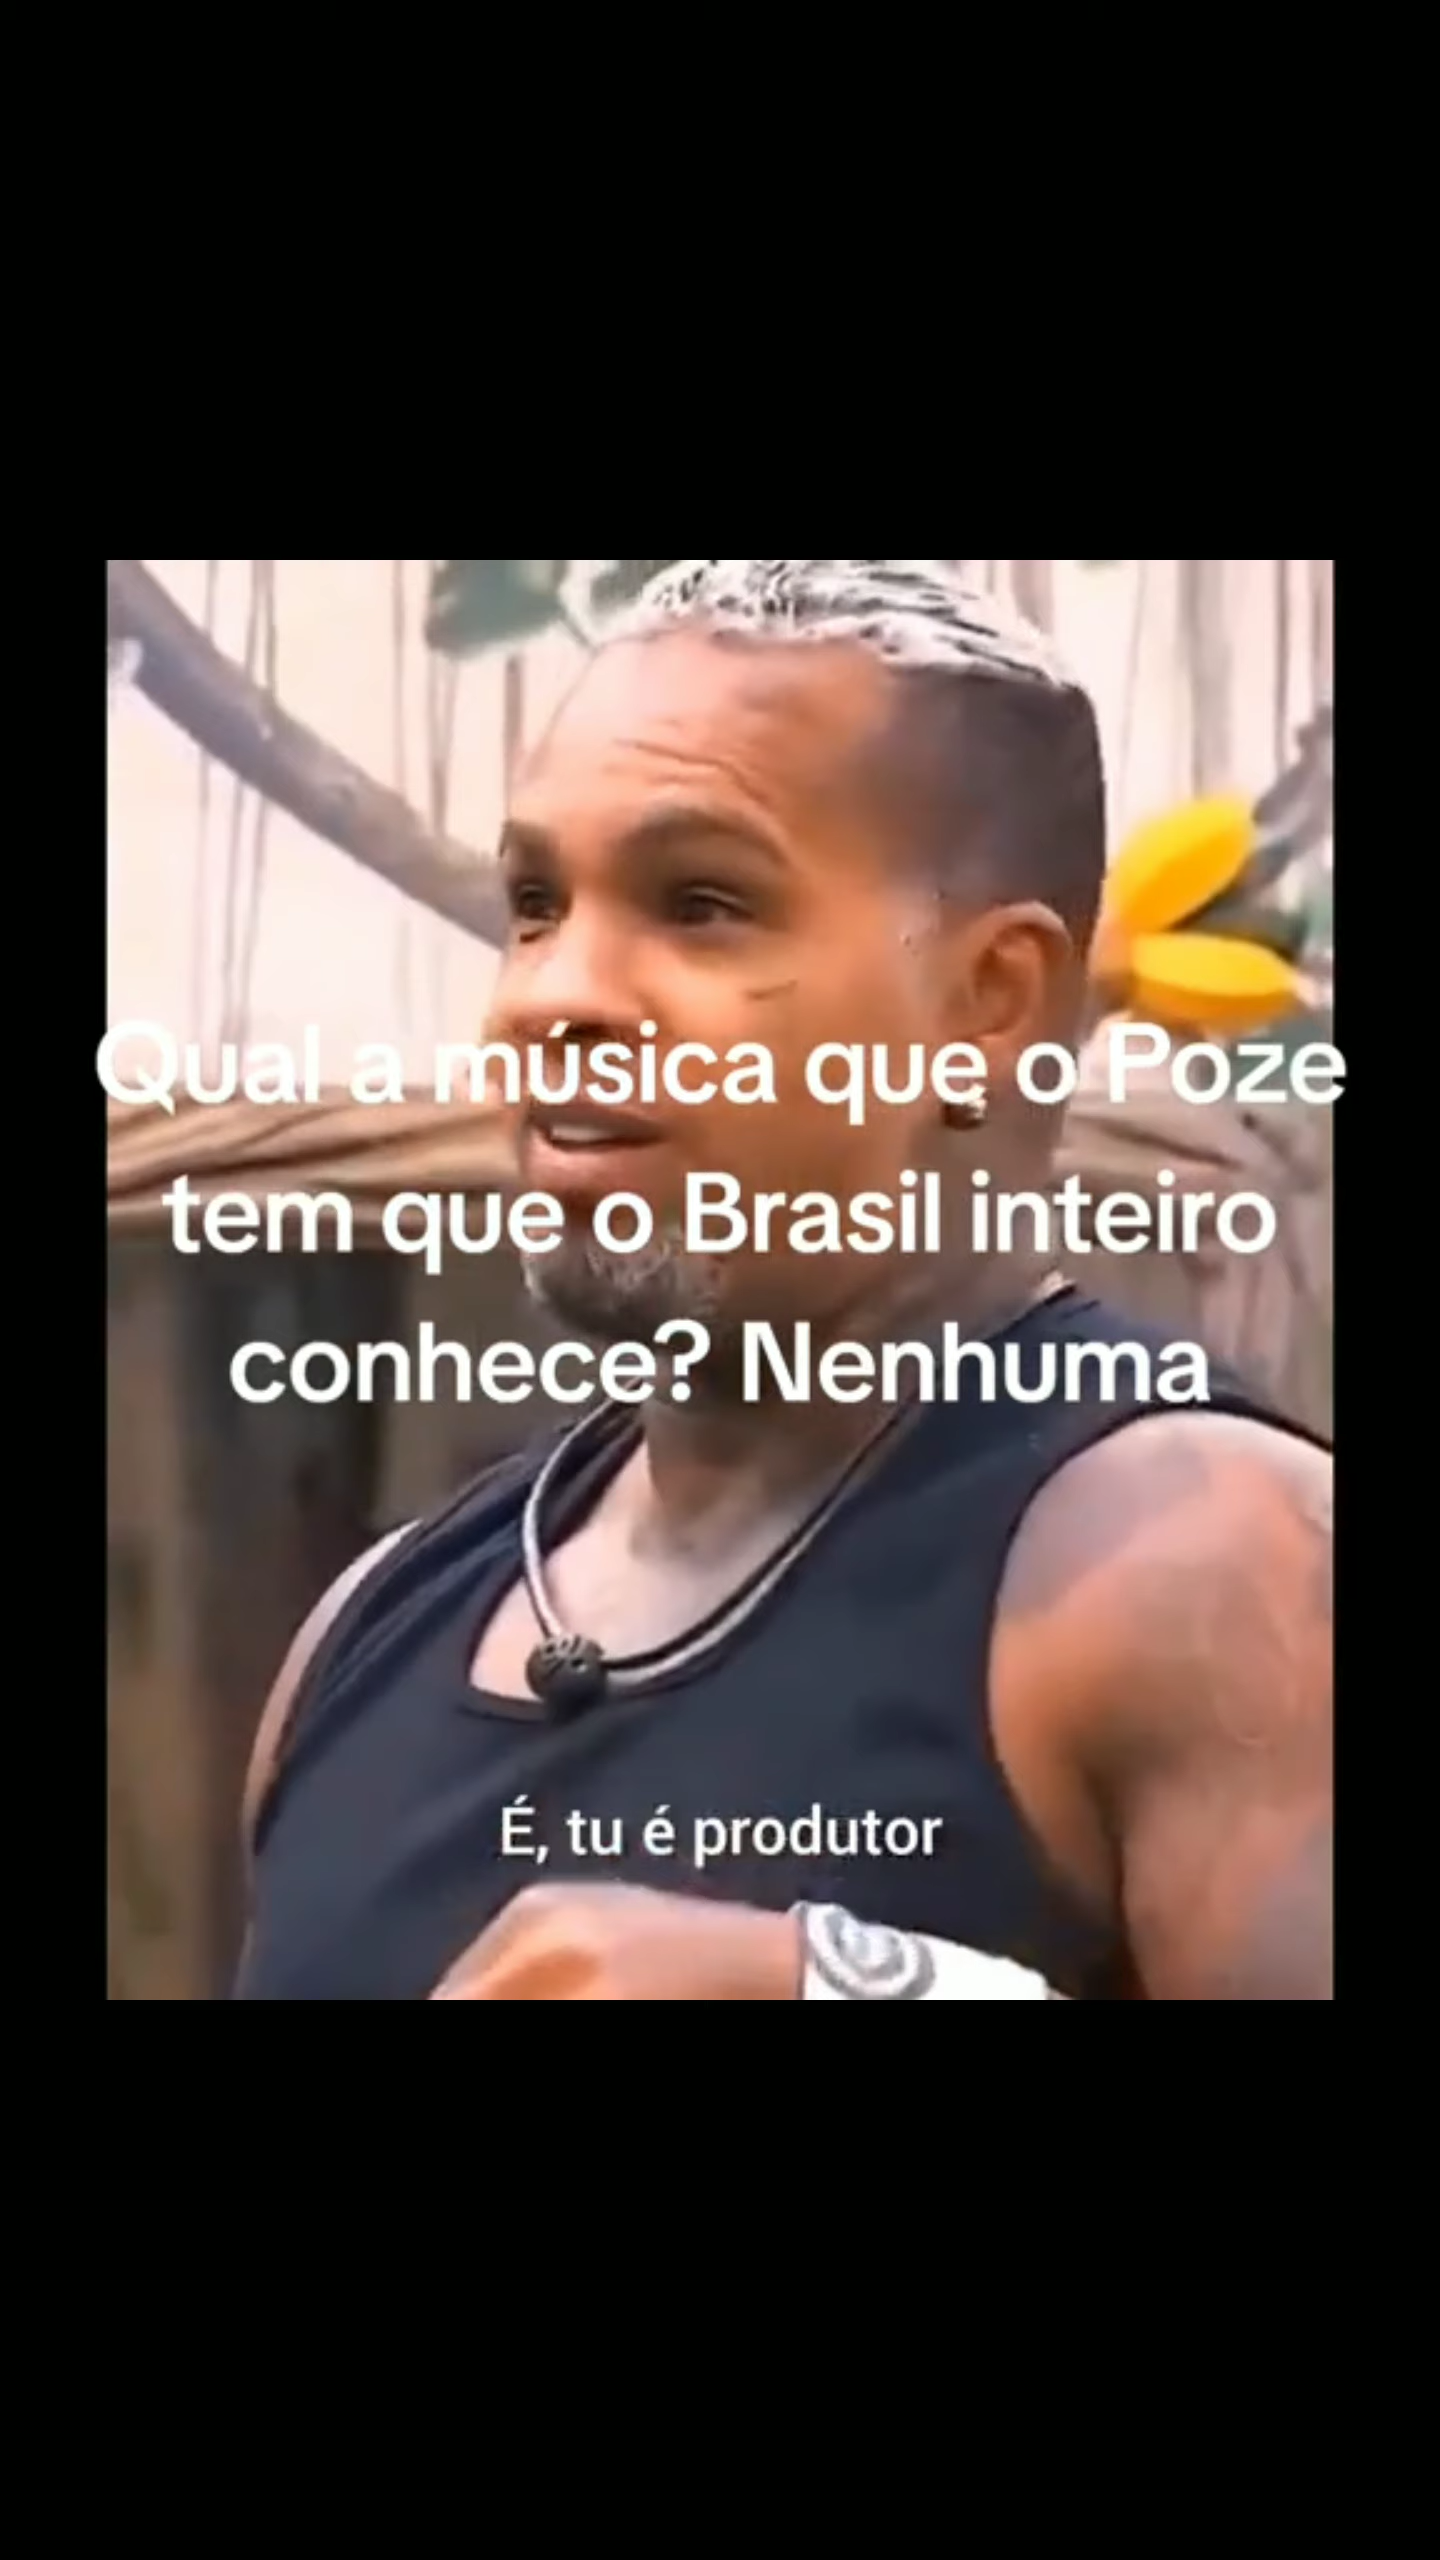 Qual a música que o Poze
tem que o Brasil inteiro
conhece? Nenhuma
É, tu é produtor